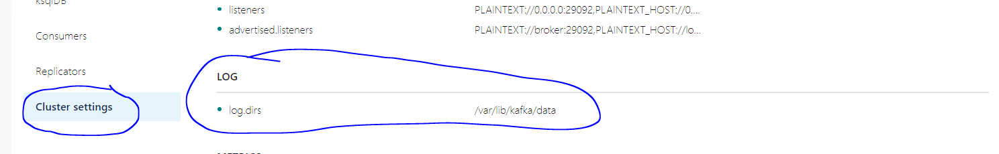 ksqlDB
Consumers
Replicators
Cluster settings
listeners PLAINTEXT://0.0.0.0:29092,PLAINTEXT_HOST://0....
advertised.listeners PLAINTEXT://broker:29092,PLAINTEXT_HOST://lo...
LOG
log.dirs /var/lib/kafka/data